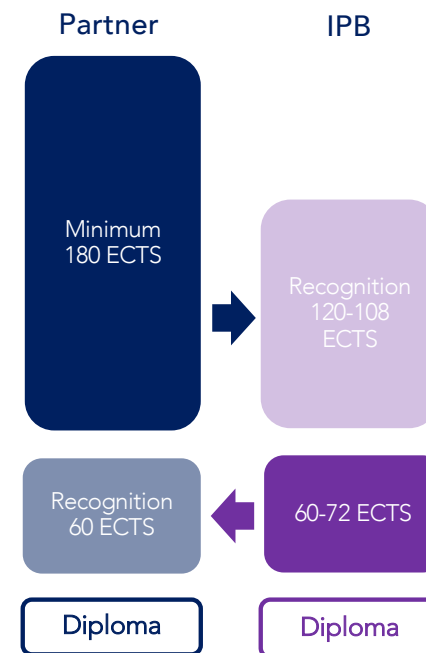 Partner
IPB
Minimum
180 ECTS
Recognition
120-108
ECTS
Recognition
60 ECTS
60-72 ECTS
Diploma
Diploma